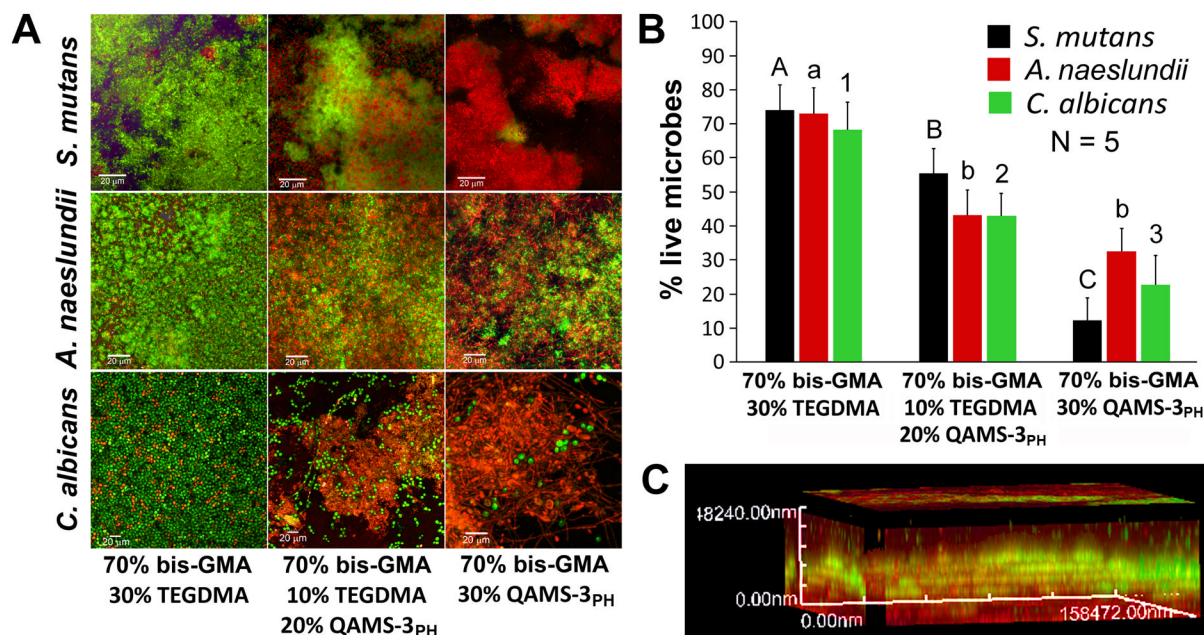 A
S. mutans
A. naeslundii
C. albicans
20 μm
20 μm
20 μm
20 μm
20 μm
20 μm
20 μm
20 μm
20 μm
70% bis-GMA
30% TEGDMA
70% bis-GMA
10% TEGDMA
20% QAMS-3PH
70% bis-GMA
30% QAMS-3PH
B
% live microbes
100
90
80
70
60
50
40
30
20
10
0
S. mutans
A. naeslundii
C. albicans
N = 5
A a 1
B b 2
C b 3
70% bis-GMA
30% TEGDMA
70% bis-GMA
10% TEGDMA
20% QAMS-3PH
70% bis-GMA
30% QAMS-3PH
C
48240.00nm
0.00nm
0.00nm
158472.00nm